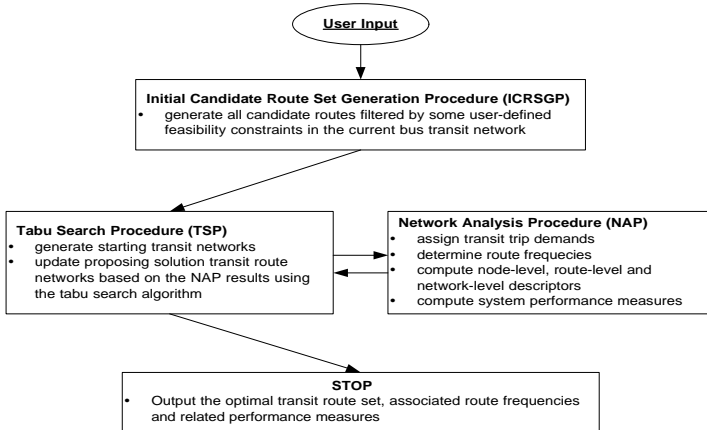 User Input
Initial Candidate Route Set Generation Procedure (ICRSGP)
• generate all candidate routes filtered by some user-defined
feasibility constraints in the current bus transit network
Tabu Search Procedure (TSP)
• generate starting transit networks
• update proposing solution transit route
networks based on the NAP results using
the tabu search algorithm
Network Analysis Procedure (NAP)
• assign transit trip demands
• determine route frequecies
• compute node-level, route-level and
network-level descriptors
• compute system performance measures
STOP
• Output the optimal transit route set, associated route frequencies
and related performance measures